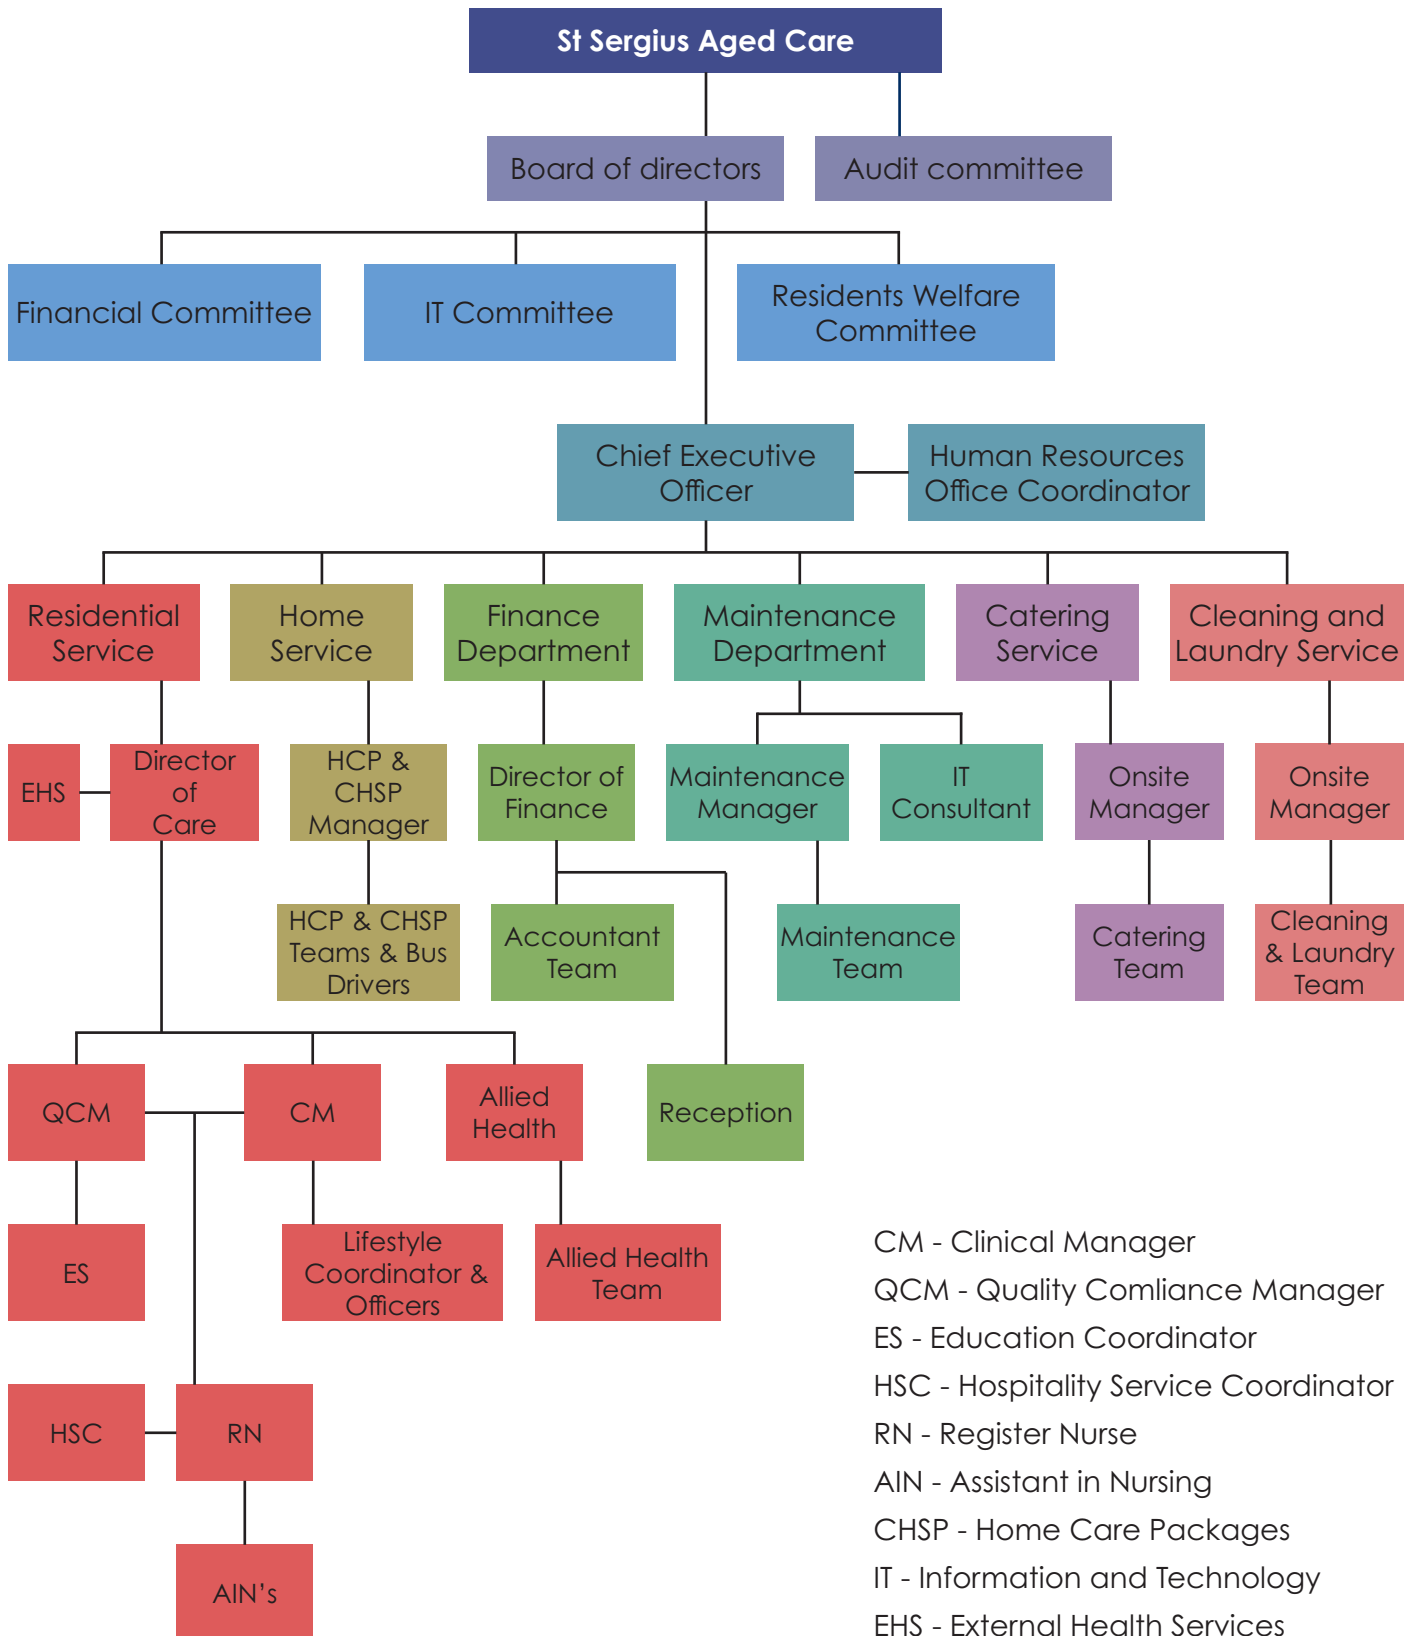 St Sergius Aged Care
Board of directors
Audit committee
Financial Committee
IT Committee
Residents Welfare
Committee
Chief Executive
Officer
Human Resources
Office Coordinator
Residential
Service
Home
Service
Finance
Department
Maintenance
Department
Catering
Service
Cleaning and
Laundry Service
EHS
Director
of
Care
HCP &
CHSP
Manager
Director of
Finance
Maintenance
Manager
IT
Consultant
Onsite
Manager
Onsite
Manager
HCP & CHSP
Teams & Bus
Drivers
Accountant
Team
Maintenance
Team
Catering
Team
Cleaning
& Laundry
Team
QCM
CM
Allied
Health
Reception
ES
Lifestyle
Coordinator &
Officers
Allied Health
Team
HSC
RN
AIN's
CM - Clinical Manager
QCM - Quality Comliance Manager
ES - Education Coordinator
HSC - Hospitality Service Coordinator
RN - Register Nurse
AIN - Assistant in Nursing
CHSP - Home Care Packages
IT - Information and Technology
EHS - External Health Services